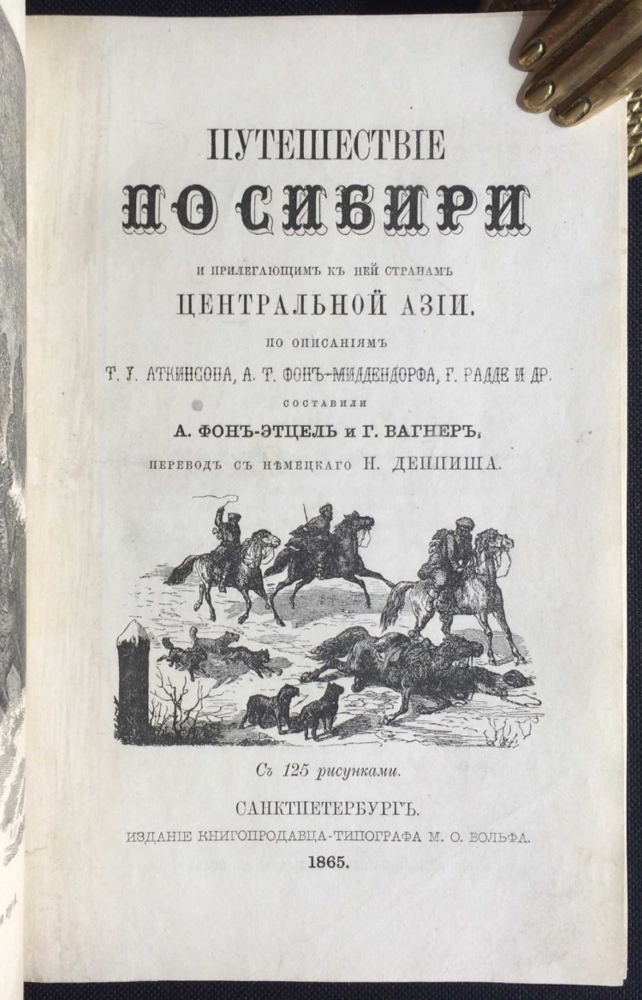 ПУТЕШЕСТВІЕ
ПО СИБИРИ
И ПРИЛЕГАЮЩИМЪ КЪ НЕЙ СТРАНАМЪ
ЦЕНТРАЛЬНОЙ АЗІИ.
ПО ОПИСАНІЯМЪ
Т. У. АТКИНСОНА, А. Т. ФОНЪ-МИДДЕНДОРФА, Г. РАДДЕ И ДР.
СОСТАВИЛИ
А. ФОНЪ-ЭТЦЕЛЬ и Г. ВАГНЕРЪ,
ПЕРЕВОДЪ СЪ НѢМЕЦКАГО Н. ДЕППИША.
Съ 125 рисунками.
САНКТПЕТЕРБУРГЪ.
ИЗДАНІЕ КНИГОПРОДАВЦА-ТИПОГРАФА М. О. ВОЛЬФА.
1865.